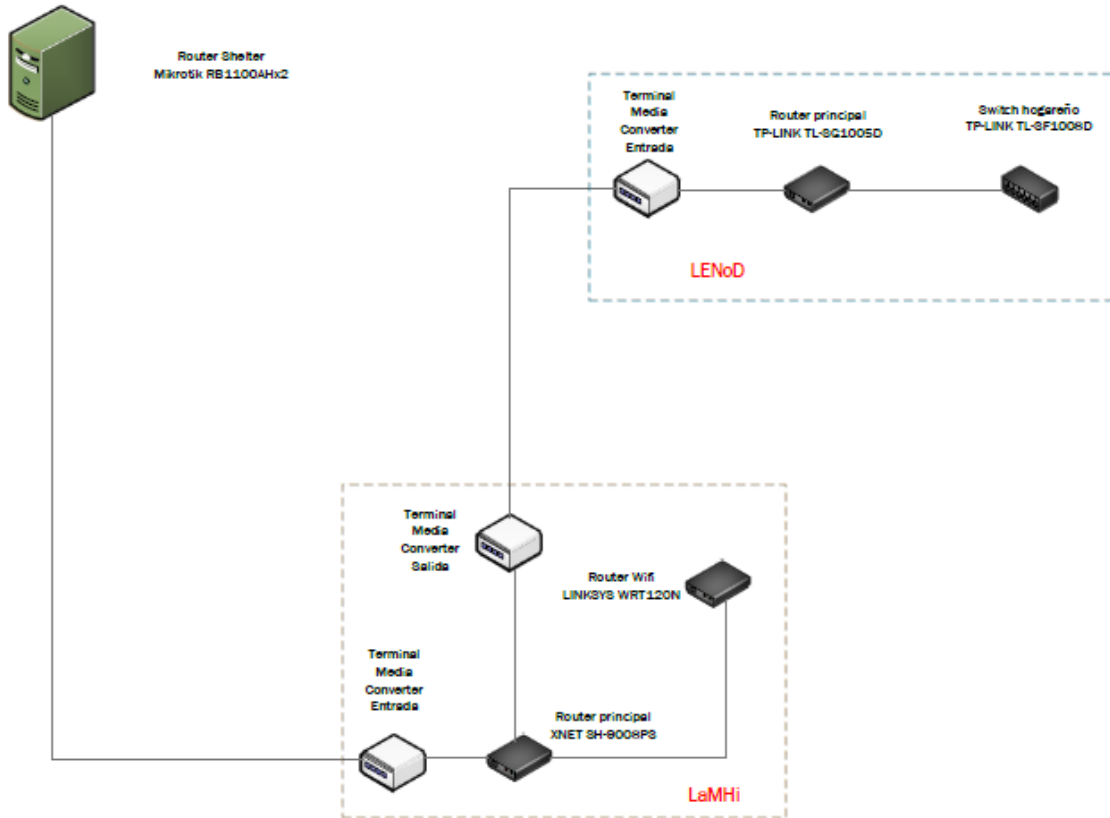 Router Shelter
Mikrotik RB1100AHx2
Terminal
Media
Converter
Entrada
Router principal
TP-LINK TL-SG1005D
Switch hogareño
TP-LINK TL-SF1008D
LENoD
Terminal
Media
Converter
Salida
Router Wifi
LINKSYS WRT120N
Terminal
Media
Converter
Entrada
Router principal
XNET SH-9008PS
LaMHi